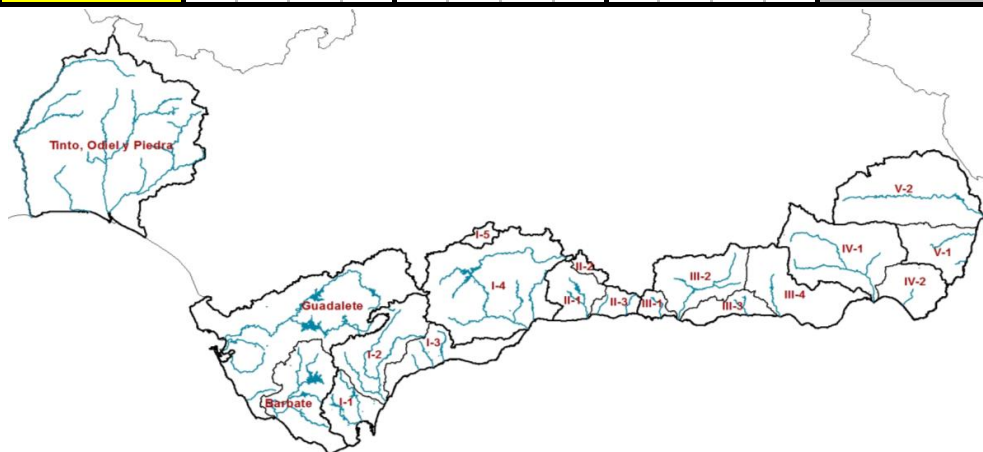 Tinto, Odiel y Piedra
V-2
I-5
IV-1
V-1
II-2
III-2
I-4
IV-2
III-4
Guadalete
II-1
II-3
III-1
III-3
I-3
I-2
Barbate
I-1